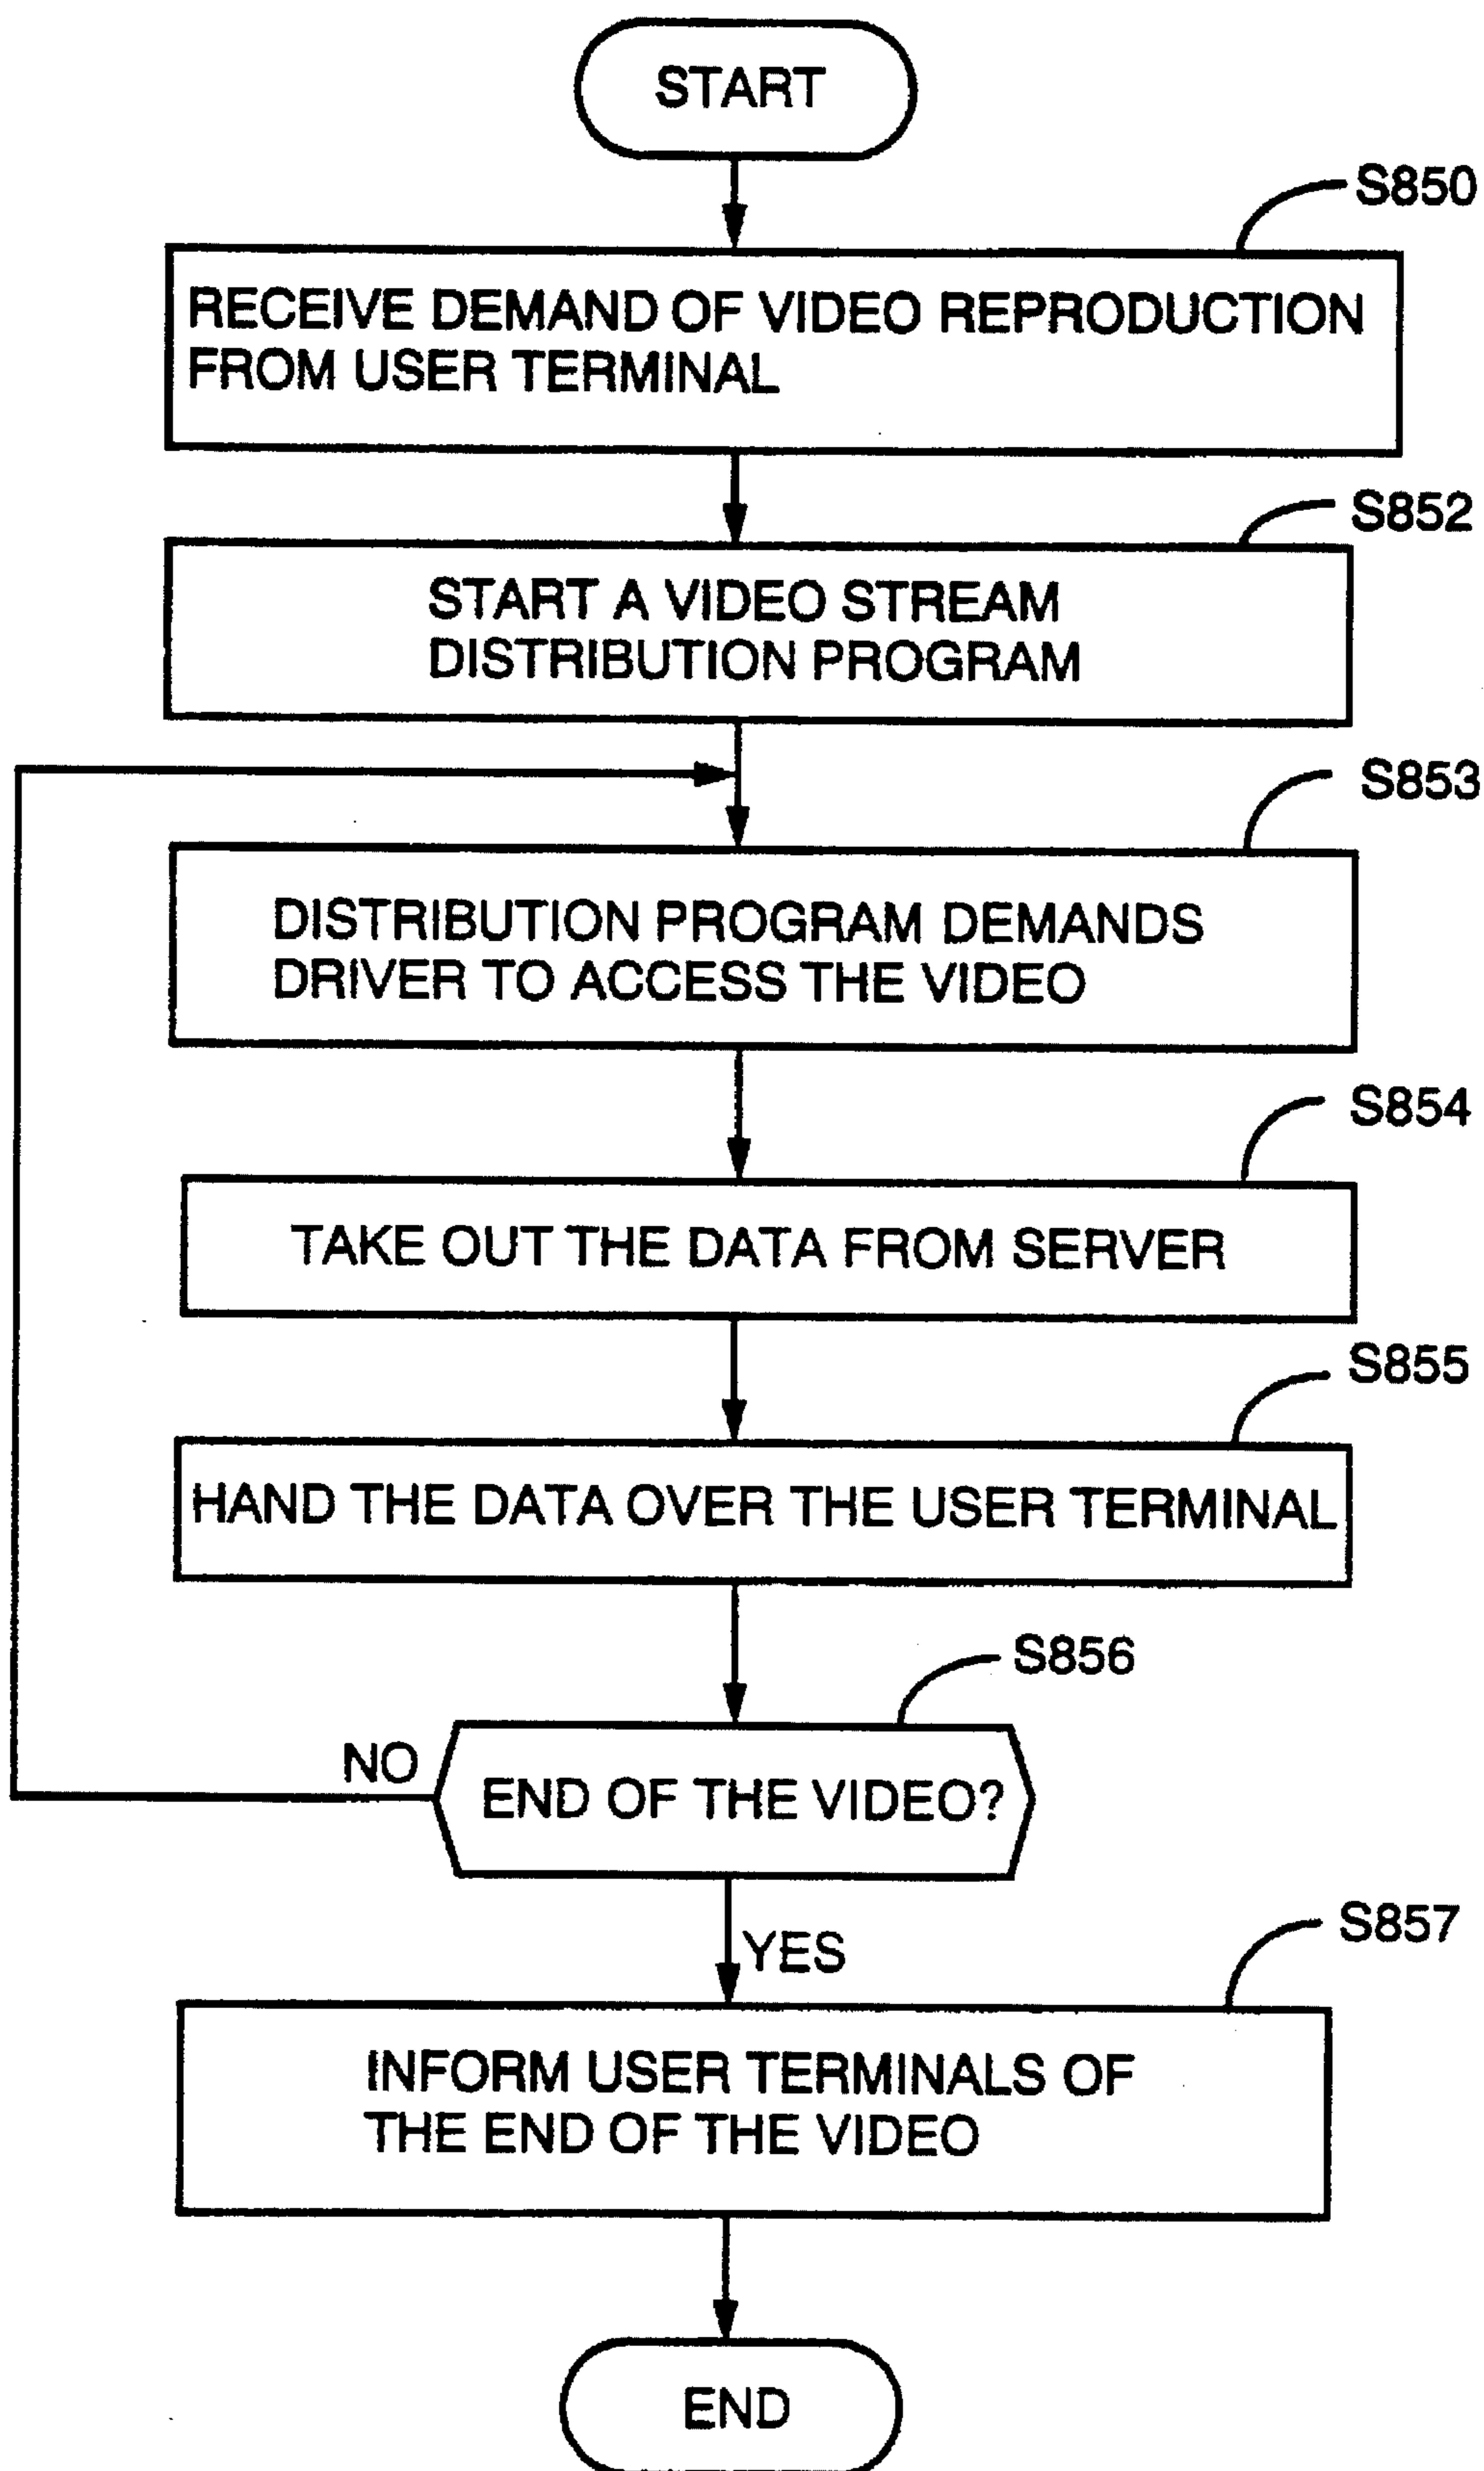 START
S850
RECEIVE DEMAND OF VIDEO REPRODUCTION
FROM USER TERMINAL
S852
START A VIDEO STREAM
DISTRIBUTION PROGRAM
S853
DISTRIBUTION PROGRAM DEMANDS
DRIVER TO ACCESS THE VIDEO
S854
TAKE OUT THE DATA FROM SERVER
S855
HAND THE DATA OVER THE USER TERMINAL
S856
NO
END OF THE VIDEO?
YES
S857
INFORM USER TERMINALS OF
THE END OF THE VIDEO
END